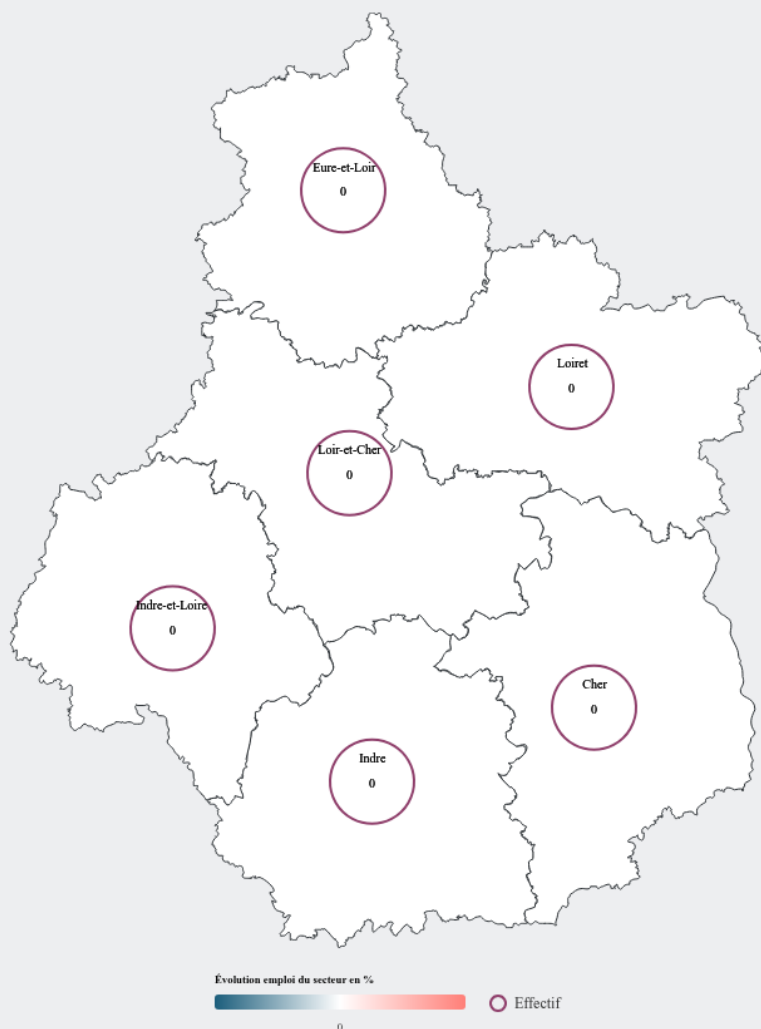 Eure-et-Loir
0
Loiret
0
Loir-et-Cher
0
Indre-et-Loire
0
Cher
0
Indre
0
Évolution emploi du secteur en %
0
Effectif